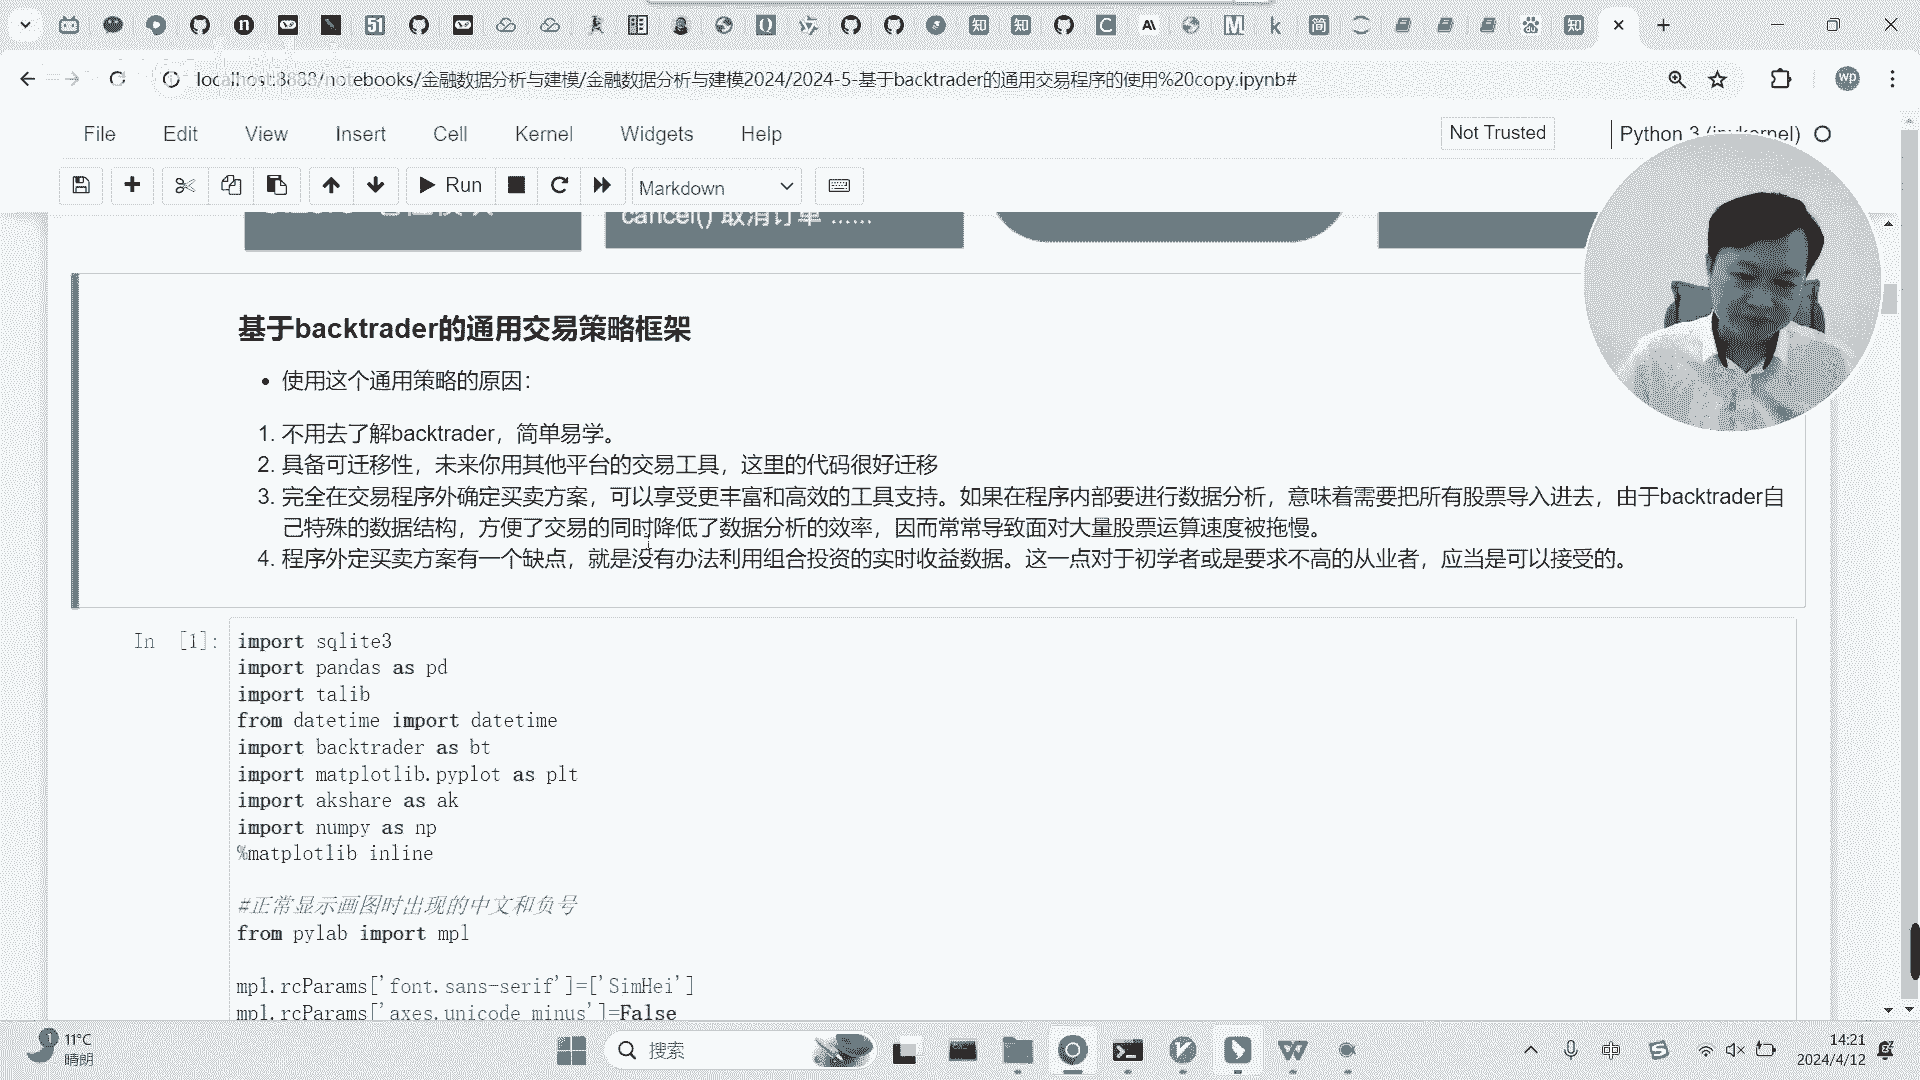 localhost:8888/notebooks/金融数据分析与建模/金融数据分析与建模2024/2024-5-基于backtrader的通用交易程序的使用%20copy.ipynb#
wp
File Edit View Insert Cell Kernel Widgets Help
Not Trusted
Python 3 (ipykernel)
Run
Markdown
cancel() 取消订单 ......
基于backtrader的通用交易策略框架
• 使用这个通用策略的原因：
1. 不用去了解backtrader，简单易学。
2. 具备可迁移性，未来你用其他平台的交易工具，这里的代码很好迁移
3. 完全在交易程序外确定买卖方案，可以享受更丰富和高效的工具支持。如果在程序内部要进行数据分析，意味着需要把所有股票导入进去，由于backtrader自
己特殊的数据结构，方便了交易的同时降低了数据分析的效率，因而常常导致面对大量股票运算速度被拖慢。
4. 程序外定买卖方案有一个缺点，就是没有办法利用组合投资的实时收益数据。这一点对于初学者或是要求不高的从业者，应当是可以接受的。
In [1]:
import sqlite3
import pandas as pd
import talib
from datetime import datetime
import backtrader as bt
import matplotlib.pyplot as plt
import akshare as ak
import numpy as np
%matplotlib inline
#正常显示画图时出现的中文和负号
from pylab import mpl
mpl.rcParams['font.sans-serif']=['SimHei']
mpl.rcParams['axes.unicode_minus']=False
11°C
晴朗
搜索
中
14:21
2024/4/12